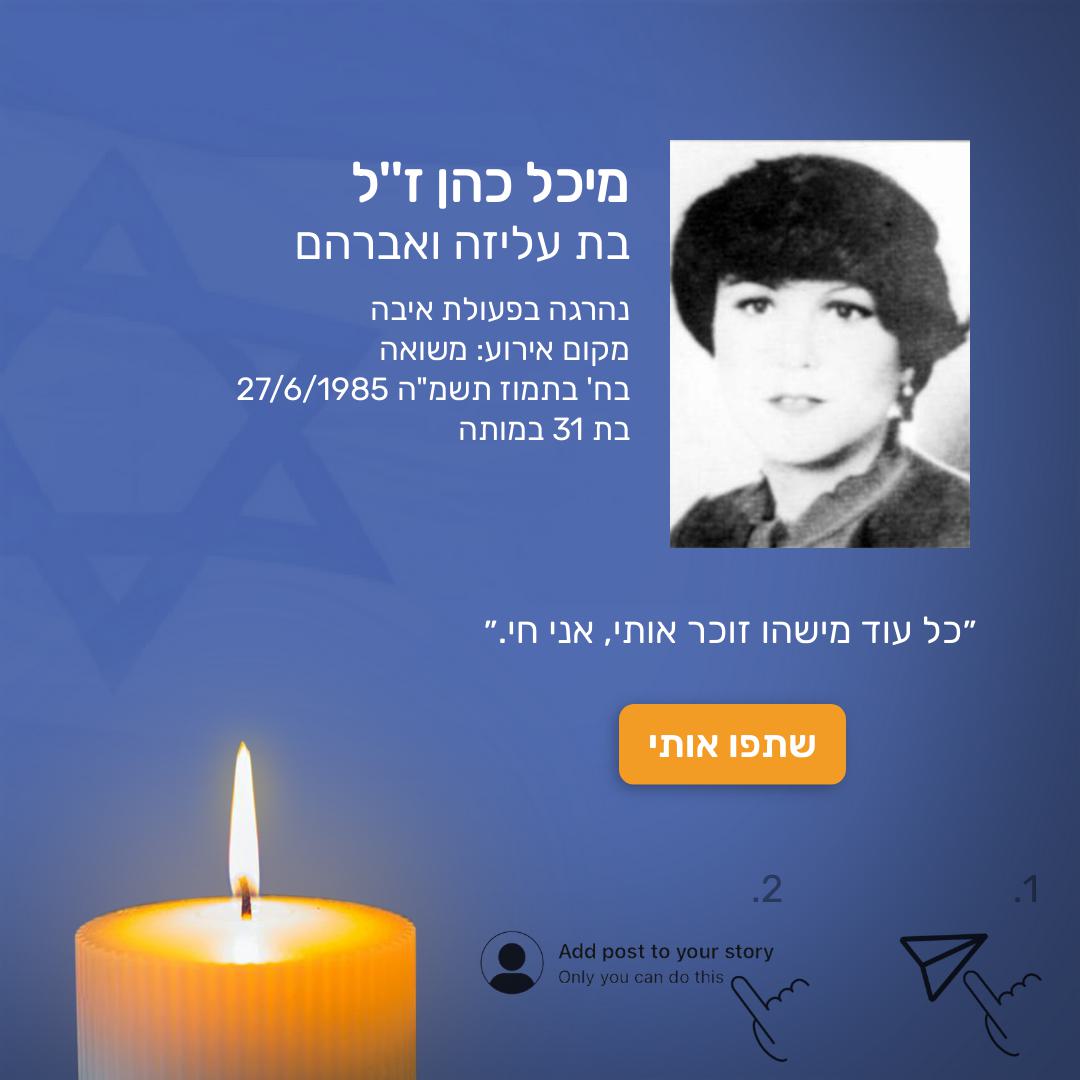 מיכל כהן ז"ל
בת עליזה ואברהם
נהרגה בפעולת איבה
מקום אירוע: משואה
בח' בתמוז תשמ"ה 27/6/1985
בת 31 במותה
״כל עוד מישהו זוכר אותי, אני חי.״
שתפו אותי
1.
2.
Add post to your story
Only you can do this